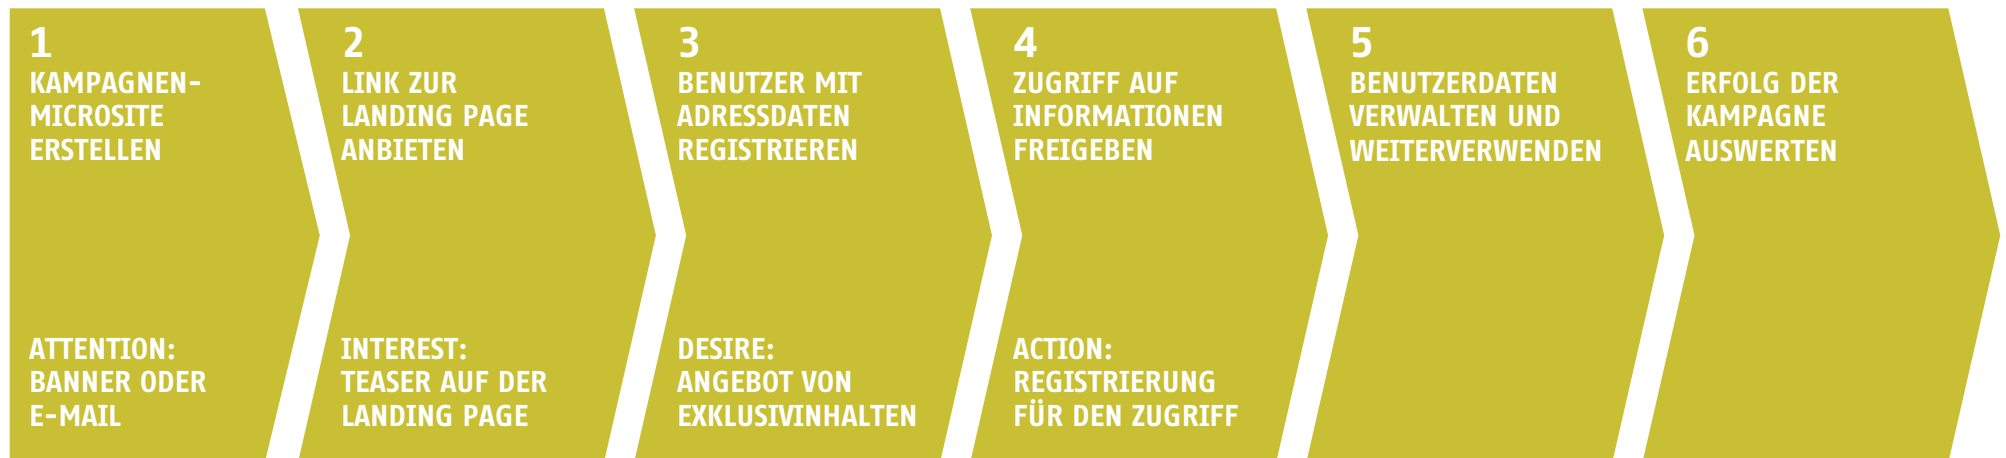 1
KAMPAGNEN-
MICROSITE
ERSTELLEN
ATTENTION:
BANNER ODER
E-MAIL
2
LINK ZUR
LANDING PAGE
ANBIETEN
INTEREST:
TEASER AUF DER
LANDING PAGE
3
BENUTZER MIT
ADRESSDATEN
REGISTRIEREN
DESIRE:
ANGEBOT VON
EXKLUSIVINHALTEN
4
ZUGRIFF AUF
INFORMATIONEN
FREIGEBEN
ACTION:
REGISTRIERUNG
FÜR DEN ZUGRIFF
5
BENUTZERDATEN
VERWALTEN UND
WEITERVERWENDEN
6
ERFOLG DER
KAMPAGNE
AUSWERTEN